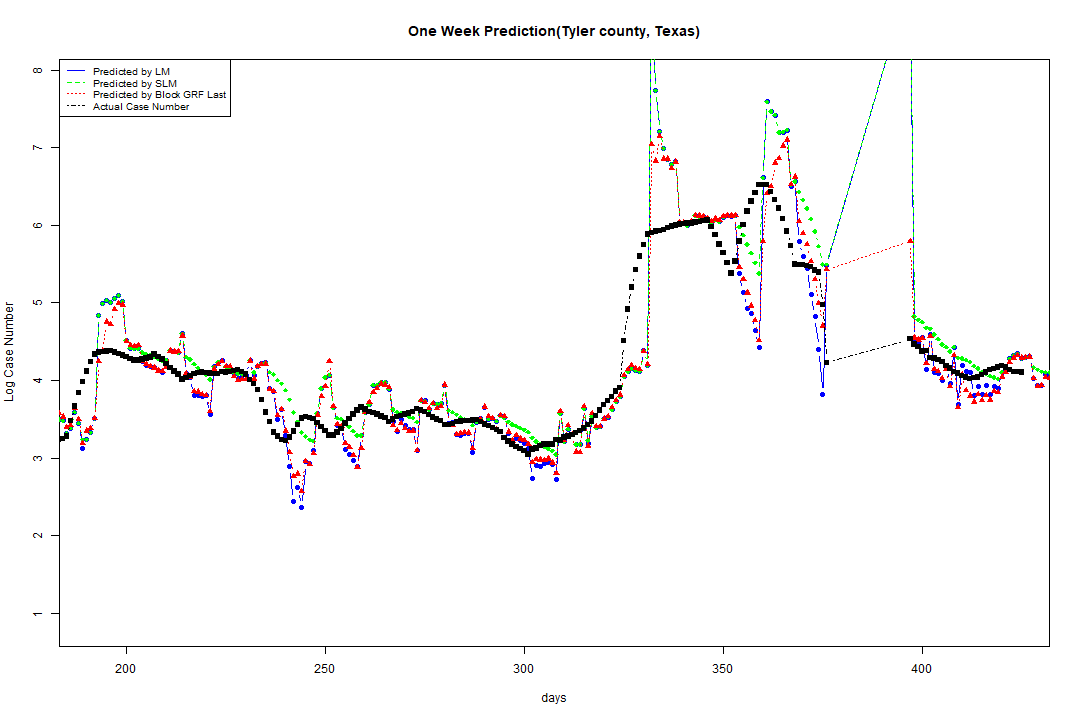 One Week Prediction(Tyler county, Texas)
Predicted by LM
Predicted by SLM
Predicted by Block GRF Last
Actual Case Number
8
7
6
5
4
3
2
1
Log Case Number
200 250 300 350 400
days